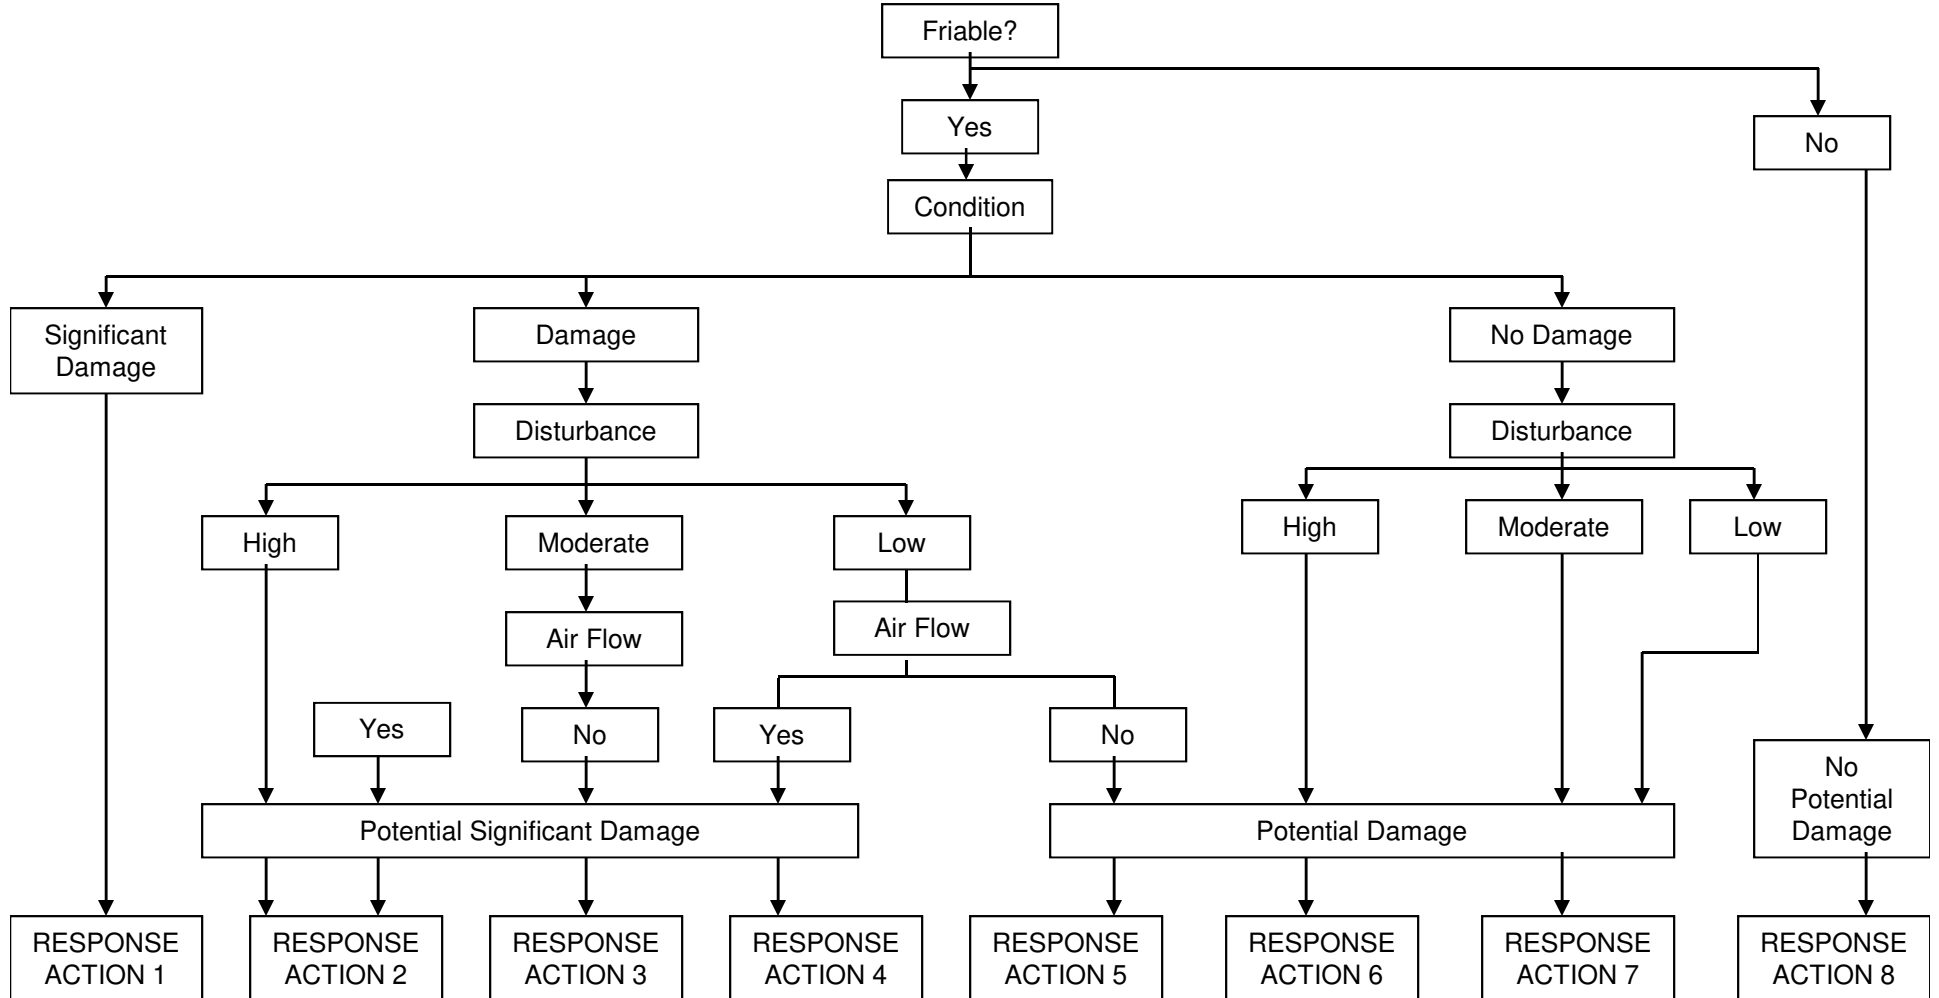 Friable?
Yes
No
Condition
Significant
Damage
Damage
No Damage
Disturbance
Disturbance
High
Moderate
Low
High
Moderate
Low
Air Flow
Air Flow
Yes
No
Yes
No
No
Potential
Damage
Potential Significant Damage
Potential Damage
RESPONSE
ACTION 1
RESPONSE
ACTION 2
RESPONSE
ACTION 3
RESPONSE
ACTION 4
RESPONSE
ACTION 5
RESPONSE
ACTION 6
RESPONSE
ACTION 7
RESPONSE
ACTION 8